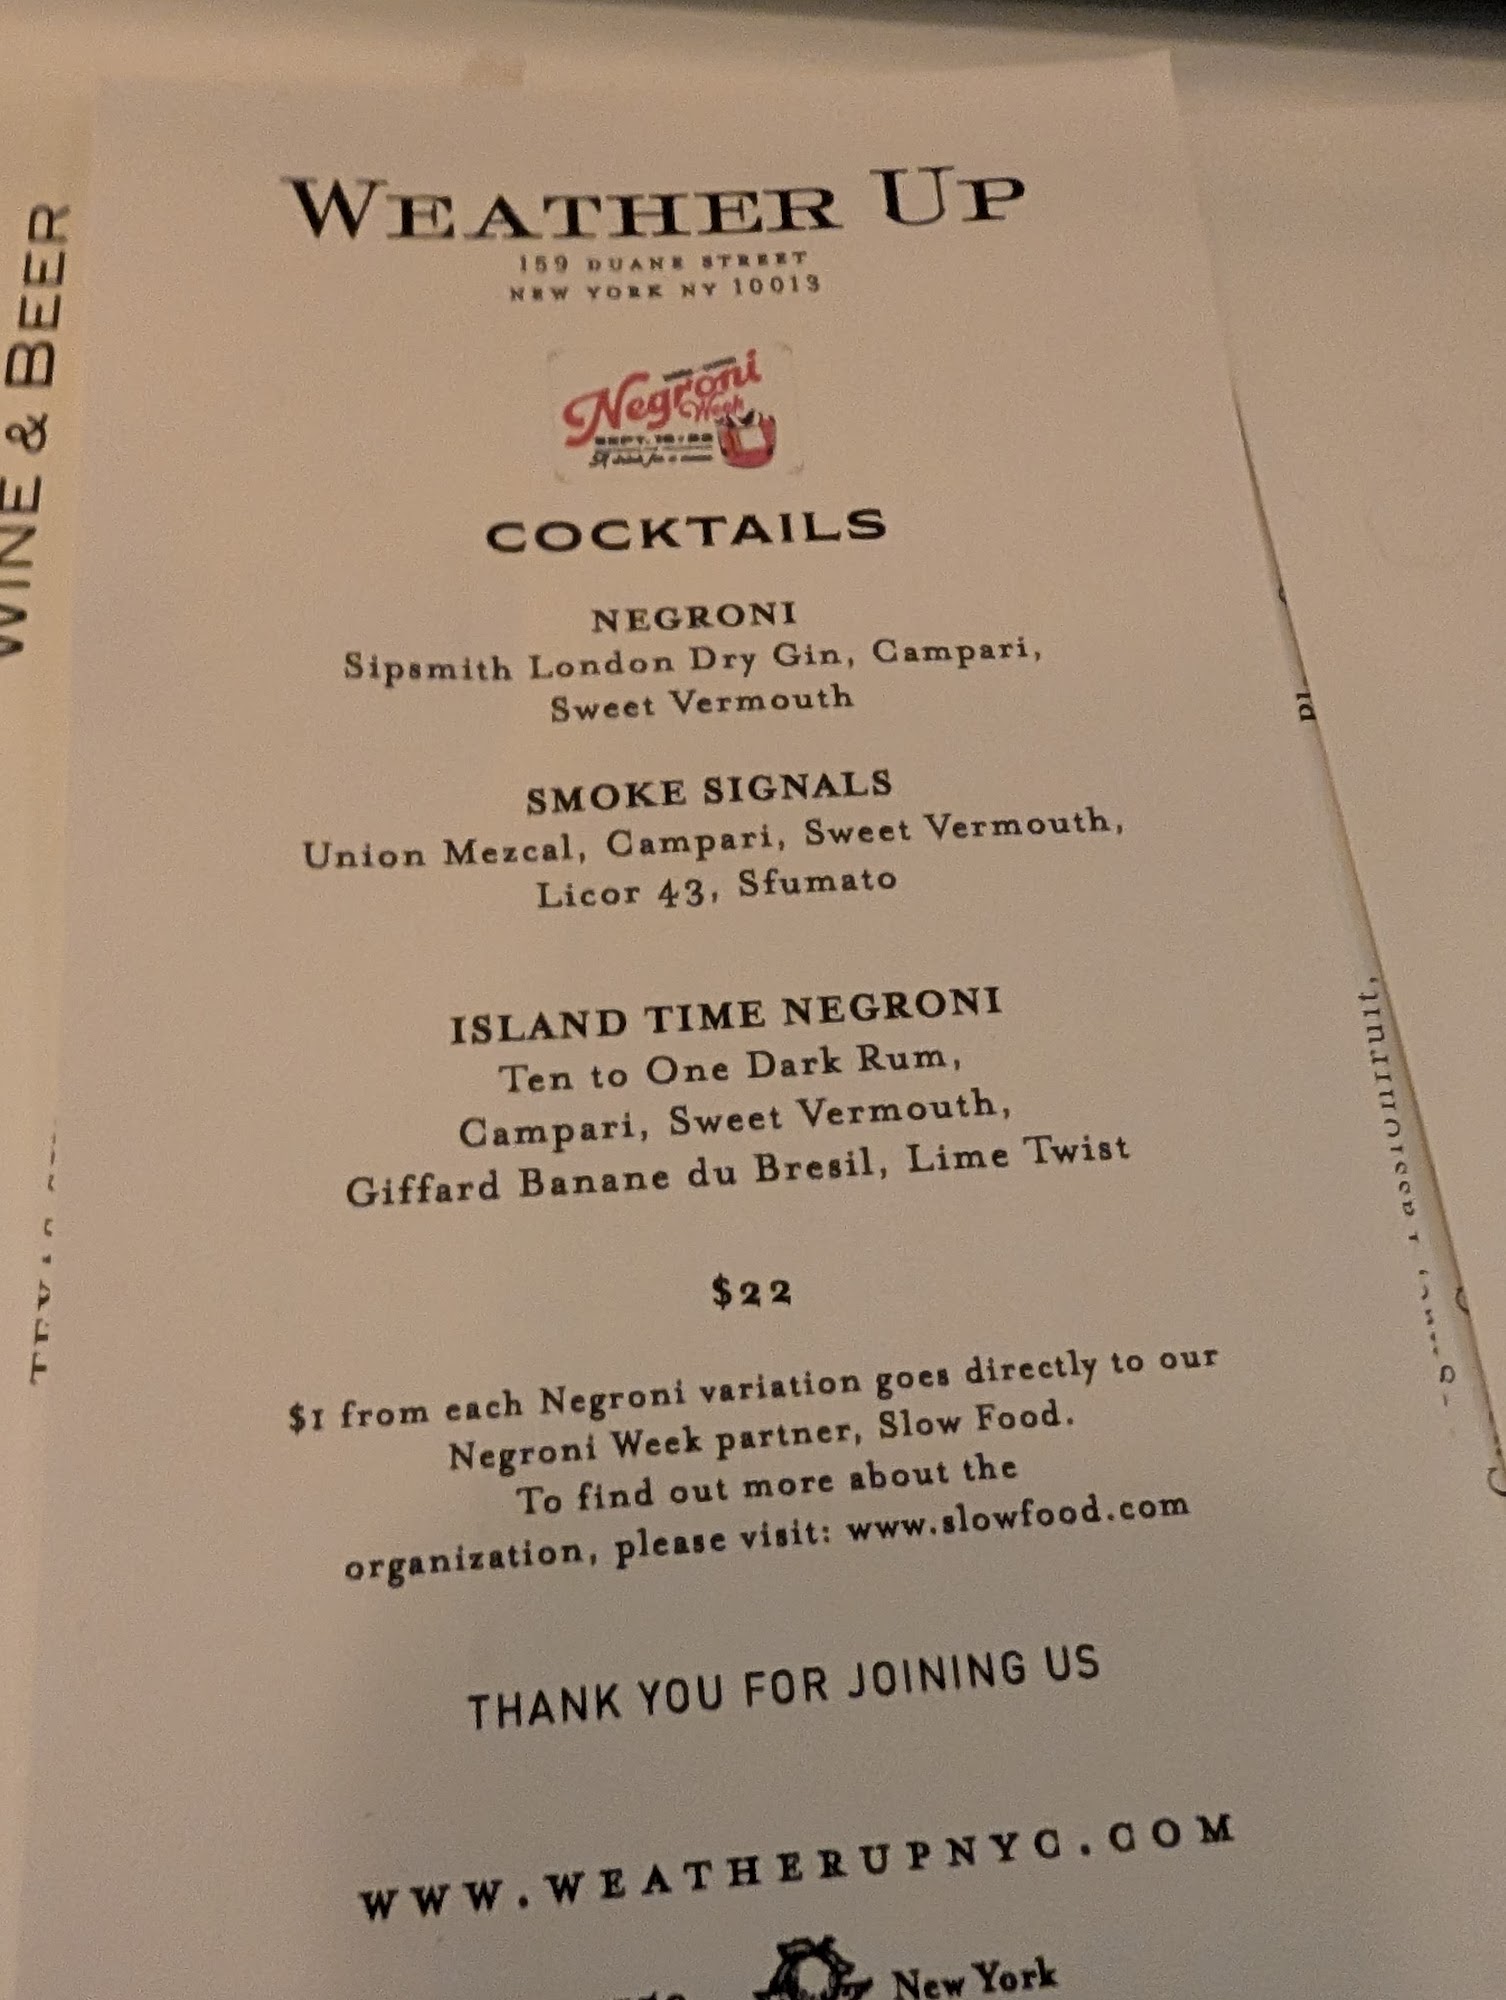 WEATHER UP
159 DUANE STREET
NEW YORK NY 10013
Negroni
Week
COCKTAILS
NEGRONI
Sipsmith London Dry Gin, Campari,
Sweet Vermouth
SMOKE SIGNALS
Union Mezcal, Campari, Sweet Vermouth,
Licor 43, Sfumato
ISLAND TIME NEGRONI
Ten to One Dark Rum,
Campari, Sweet Vermouth,
Giffard Banane du Bresil, Lime Twist
$22
$1 from each Negroni variation goes directly to our
Negroni Week partner, Slow Food.
To find out more about the
organization, please visit: www.slowfood.com
THANK YOU FOR JOINING US
WWW.WEATHERUPNYC.COM
New York
WINE & BEER